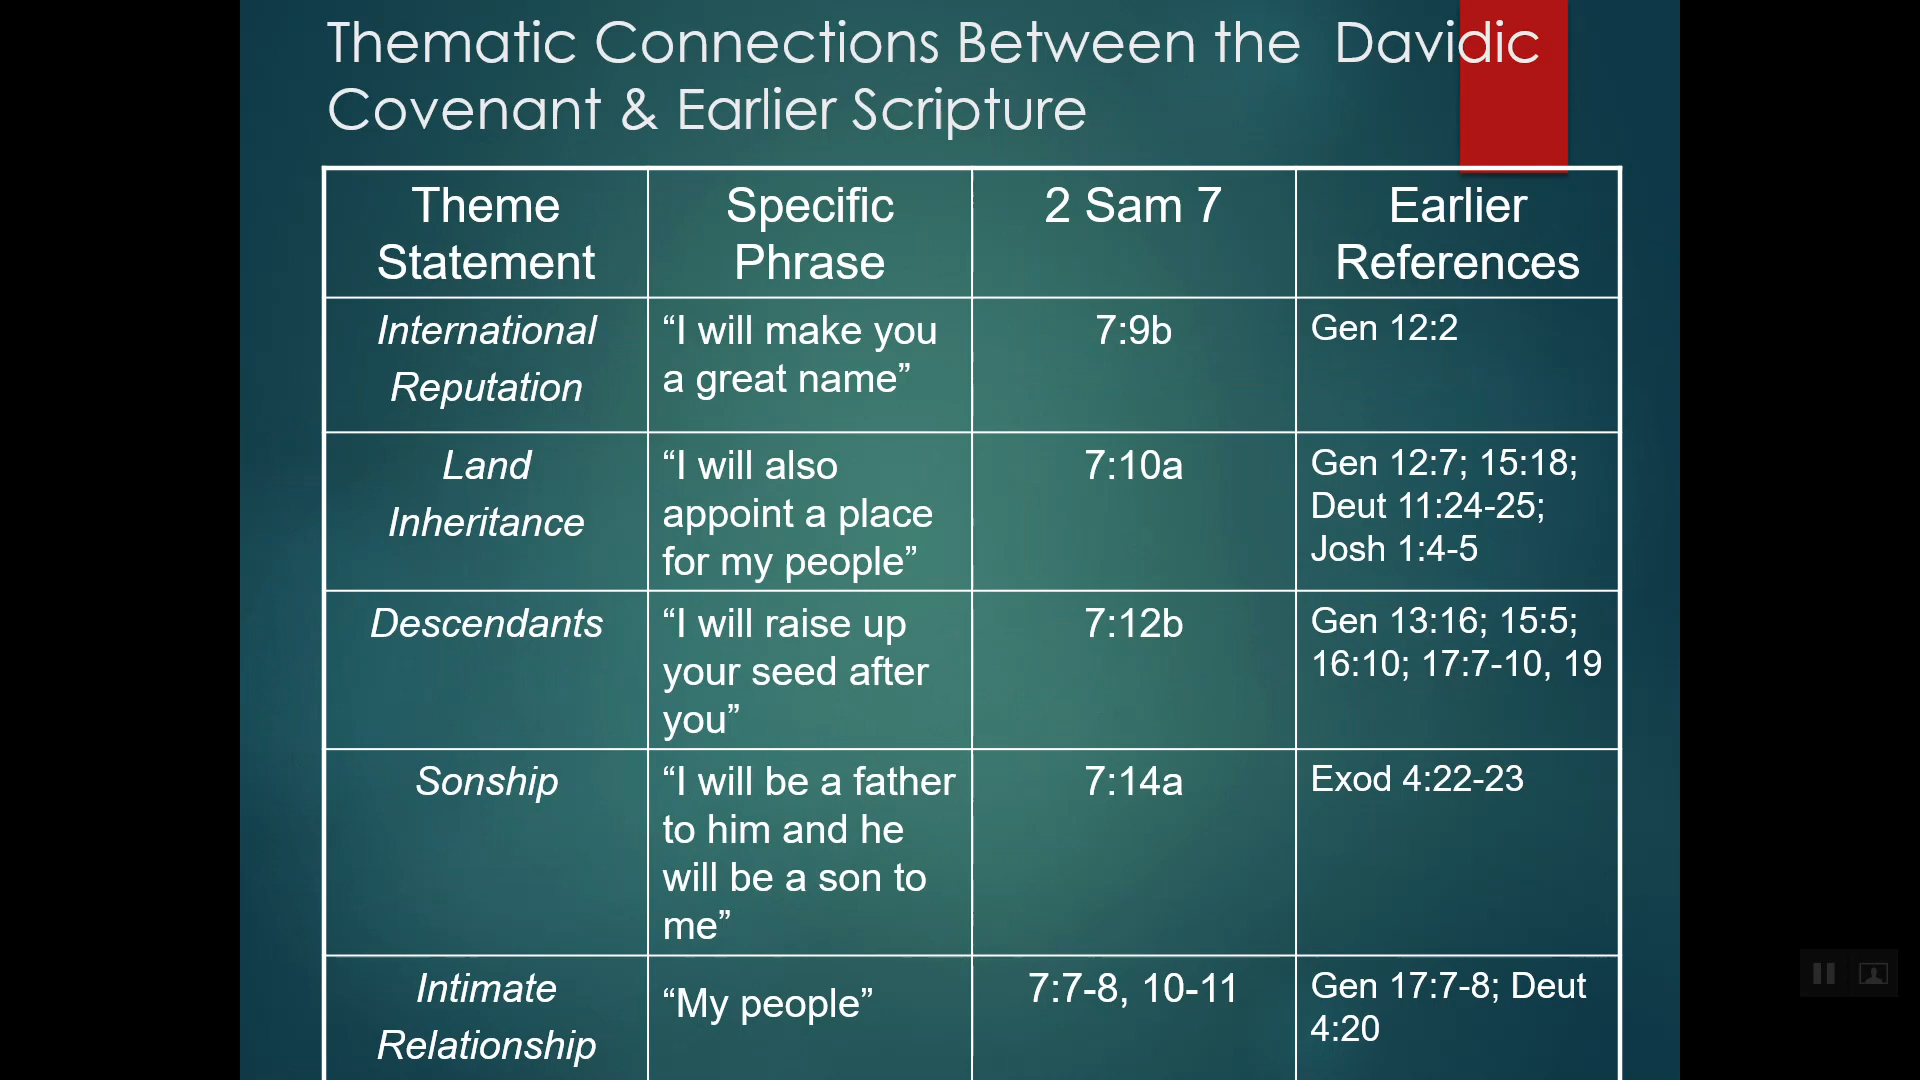 Thematic Connections Between the  Davidic
Covenant & Earlier Scripture
Theme
Statement
Specific
Phrase
2 Sam 7
Earlier
References
International
Reputation
“I will make you
a great name”
7:9b
Gen 12:2
Land
Inheritance
“I will also
appoint a place
for my people”
7:10a
Gen 12:7; 15:18;
Deut 11:24-25;
Josh 1:4-5
Descendants
“I will raise up
your seed after
you”
7:12b
Gen 13:16; 15:5;
16:10; 17:7-10, 19
Sonship
“I will be a father
to him and he
will be a son to
me”
7:14a
Exod 4:22-23
Intimate
Relationship
“My people”
7:7-8, 10-11
Gen 17:7-8; Deut
4:20